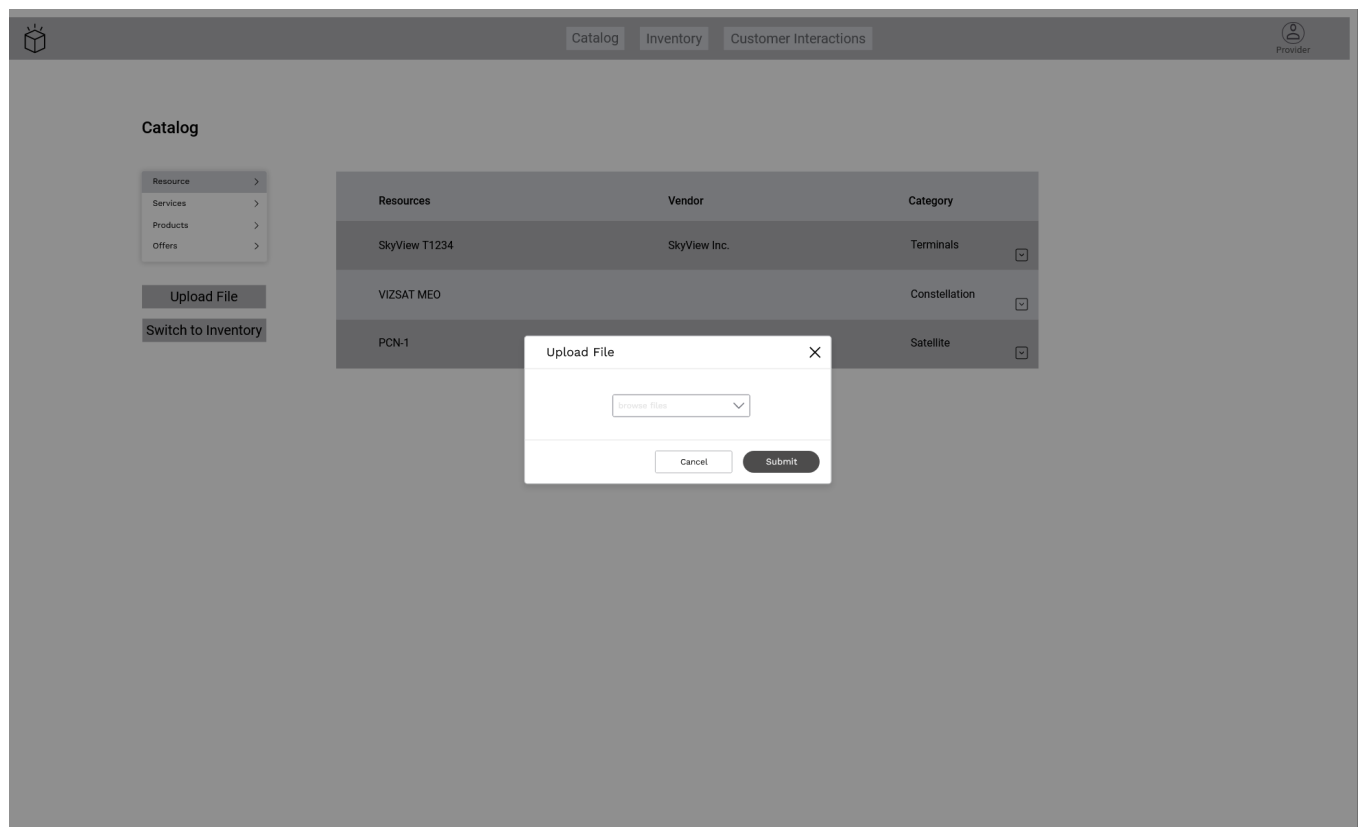 Catalog Inventory Customer Interactions
Provider
Catalog
Resource
Services
Products
Offers
Upload File
Switch to Inventory
Resources Vendor Category
SkyView T1234 SkyView Inc. Terminals
VIZSAT MEO Constellation
PCN-1 Satellite
Upload File
browse files
Cancel Submit